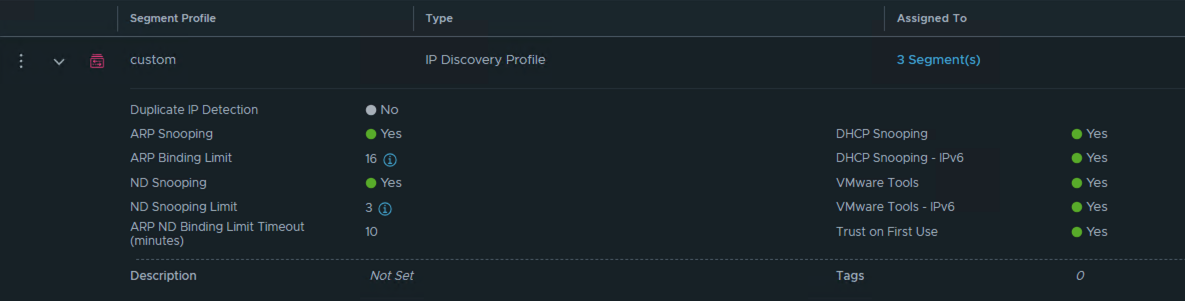 Segment Profile Type Assigned To
custom IP Discovery Profile 3 Segment(s)
Duplicate IP Detection No
ARP Snooping Yes DHCP Snooping Yes
ARP Binding Limit 16 DHCP Snooping - IPv6 Yes
ND Snooping Yes VMware Tools Yes
ND Snooping Limit 3 VMware Tools - IPv6 Yes
ARP ND Binding Limit Timeout
(minutes) 10 Trust on First Use Yes
Description Not Set Tags 0